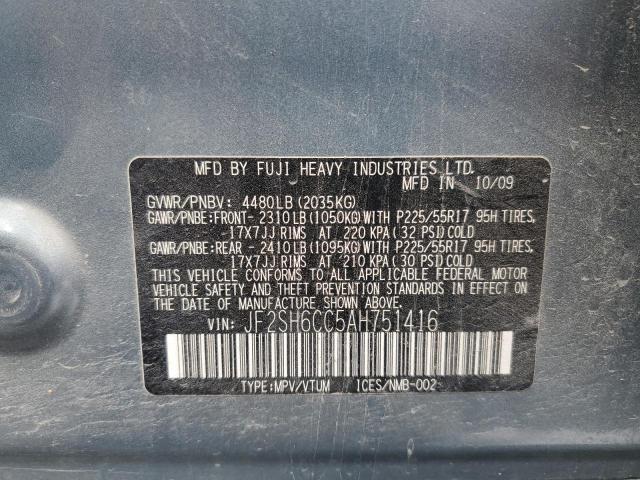 MFD BY FUJI HEAVY INDUSTRIES LTD.
MFD IN 10/09
GVWR/PNBV: 4480LB(2035KG)
GAWR/PNBE:FRONT-2310LB(1050KG)WITH P225/55R17 95H TIRES,
17X7JJ RIMS AT 220 KPA(32 PSI)COLD
GAWR/PNBE:REAR -2410LB(1095KG)WITH P225/55R17 95H TIRES,
17X7JJ RIMS AT 210 KPA(30 PSI)COLD
THIS VEHICLE CONFORMS TO ALL APPLICABLE FEDERAL MOTOR
VEHICLE SAFETY AND THEFT PREVENTION STANDARDS IN EFFECT
ON THE DATE OF MANUFACTURE SHOWN ABOVE.
VIN: JF2SH6CC5AH751416
TYPE:MPV/VTUM ICES/NMB-002